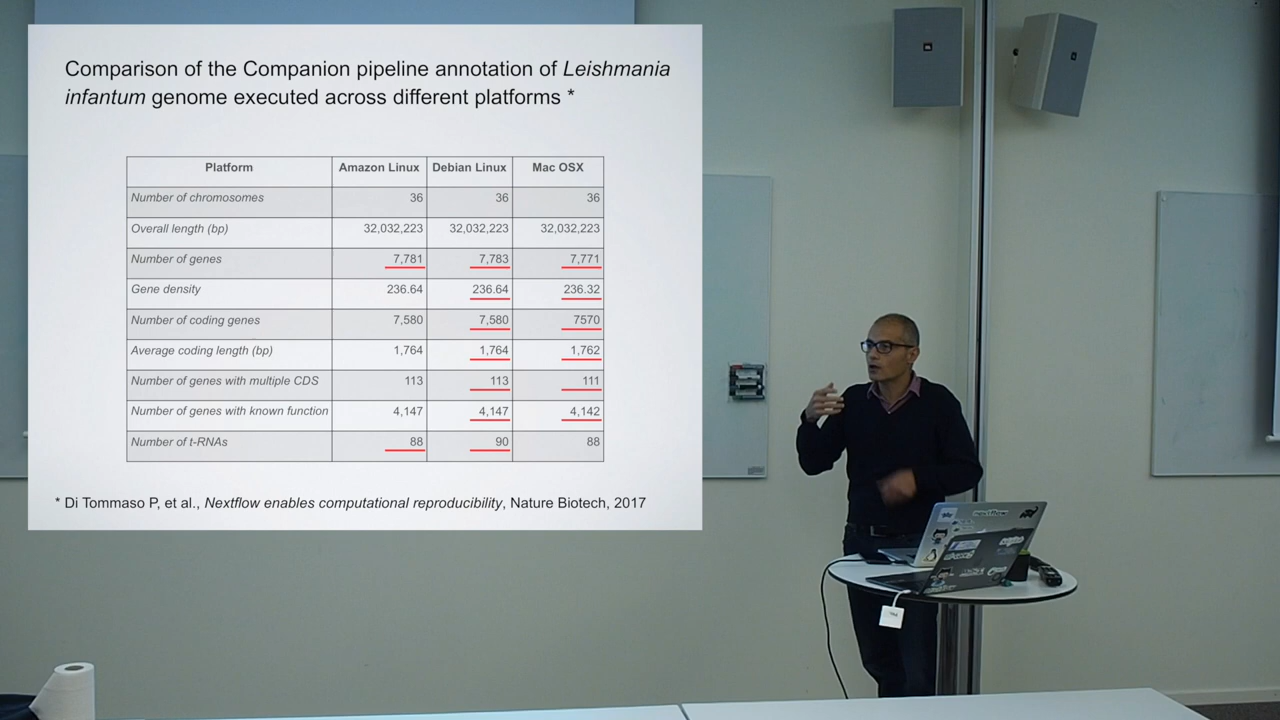 Comparison of the Companion pipeline annotation of Leishmania
infantum genome executed across different platforms *
Platform Amazon Linux Debian Linux Mac OSX
Number of chromosomes 36 36 36
Overall length (bp) 32,032,223 32,032,223 32,032,223
Number of genes 7,781 7,783 7,771
Gene density 236.64 236.64 236.32
Number of coding genes 7,580 7,580 7570
Average coding length (bp) 1,764 1,764 1,762
Number of genes with multiple CDS 113 113 111
Number of genes with known function 4,147 4,147 4,142
Number of t-RNAs 88 90 88
* Di Tommaso P, et al., Nextflow enables computational reproducibility, Nature Biotech, 2017
nextflow